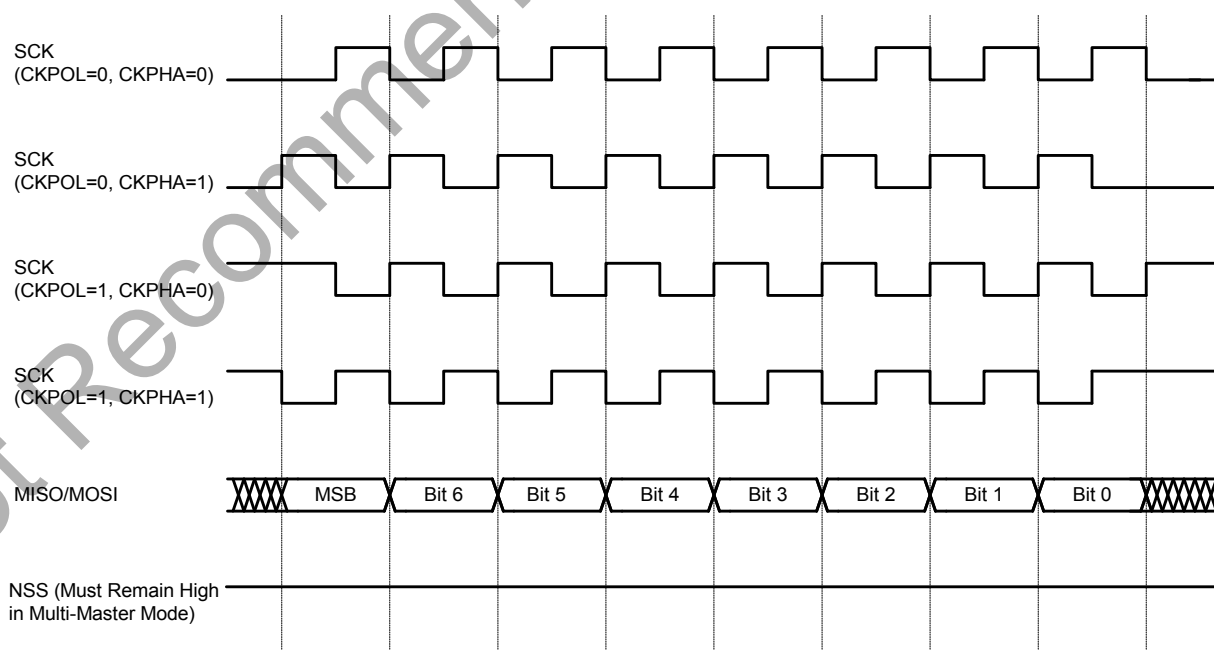 SCK
(CKPOL=0, CKPHA=0)
SCK
(CKPOL=0, CKPHA=1)
SCK
(CKPOL=1, CKPHA=0)
SCK
(CKPOL=1, CKPHA=1)
MISO/MOSI
MSB Bit 6 Bit 5 Bit 4 Bit 3 Bit 2 Bit 1 Bit 0
NSS (Must Remain High
in Multi-Master Mode)